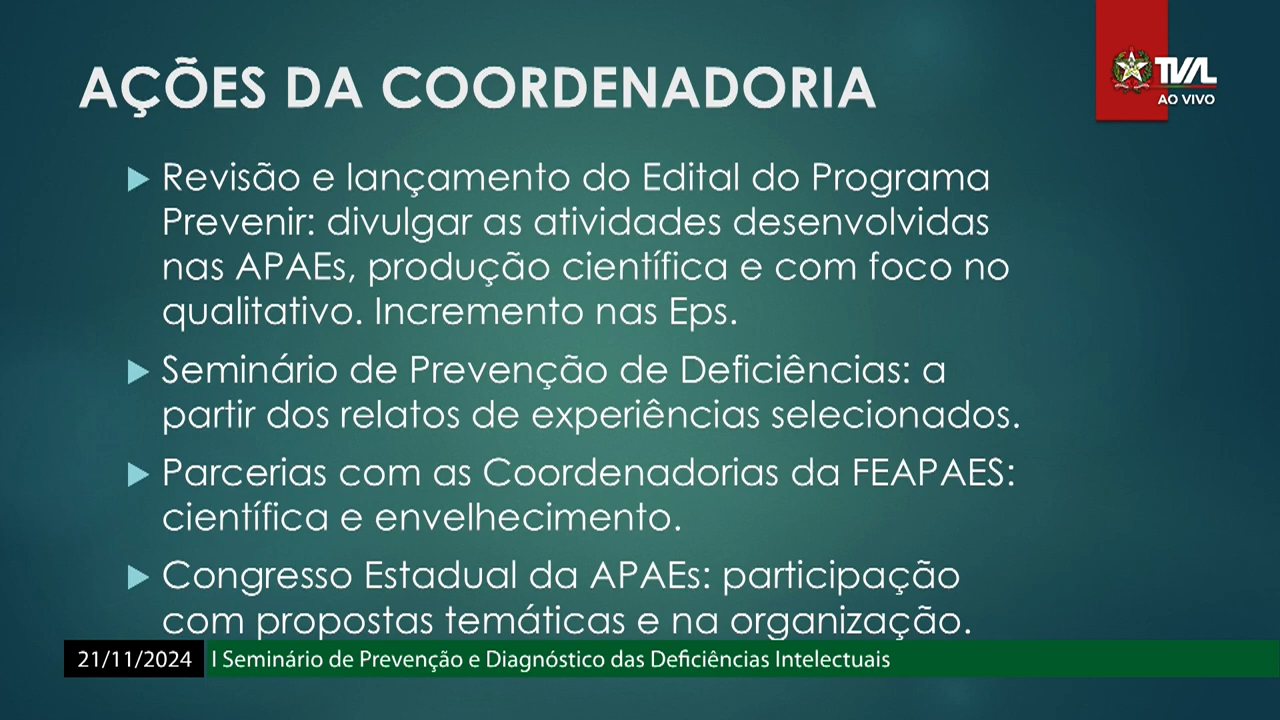 AÇÕES DA COORDENADORIA
TVAL
AO VIVO
Revisão e lançamento do Edital do Programa
Prevenir: divulgar as atividades desenvolvidas
nas APAEs, produção científica e com foco no
qualitativo. Incremento nas Eps.
Seminário de Prevenção de Deficiências: a
partir dos relatos de experiências selecionados.
Parcerias com as Coordenadorias da FEAPAES:
científica e envelhecimento.
Congresso Estadual da APAEs: participação
com propostas temáticas e na organização.
21/11/2024 I Seminário de Prevenção e Diagnóstico das Deficiências Intelectuais